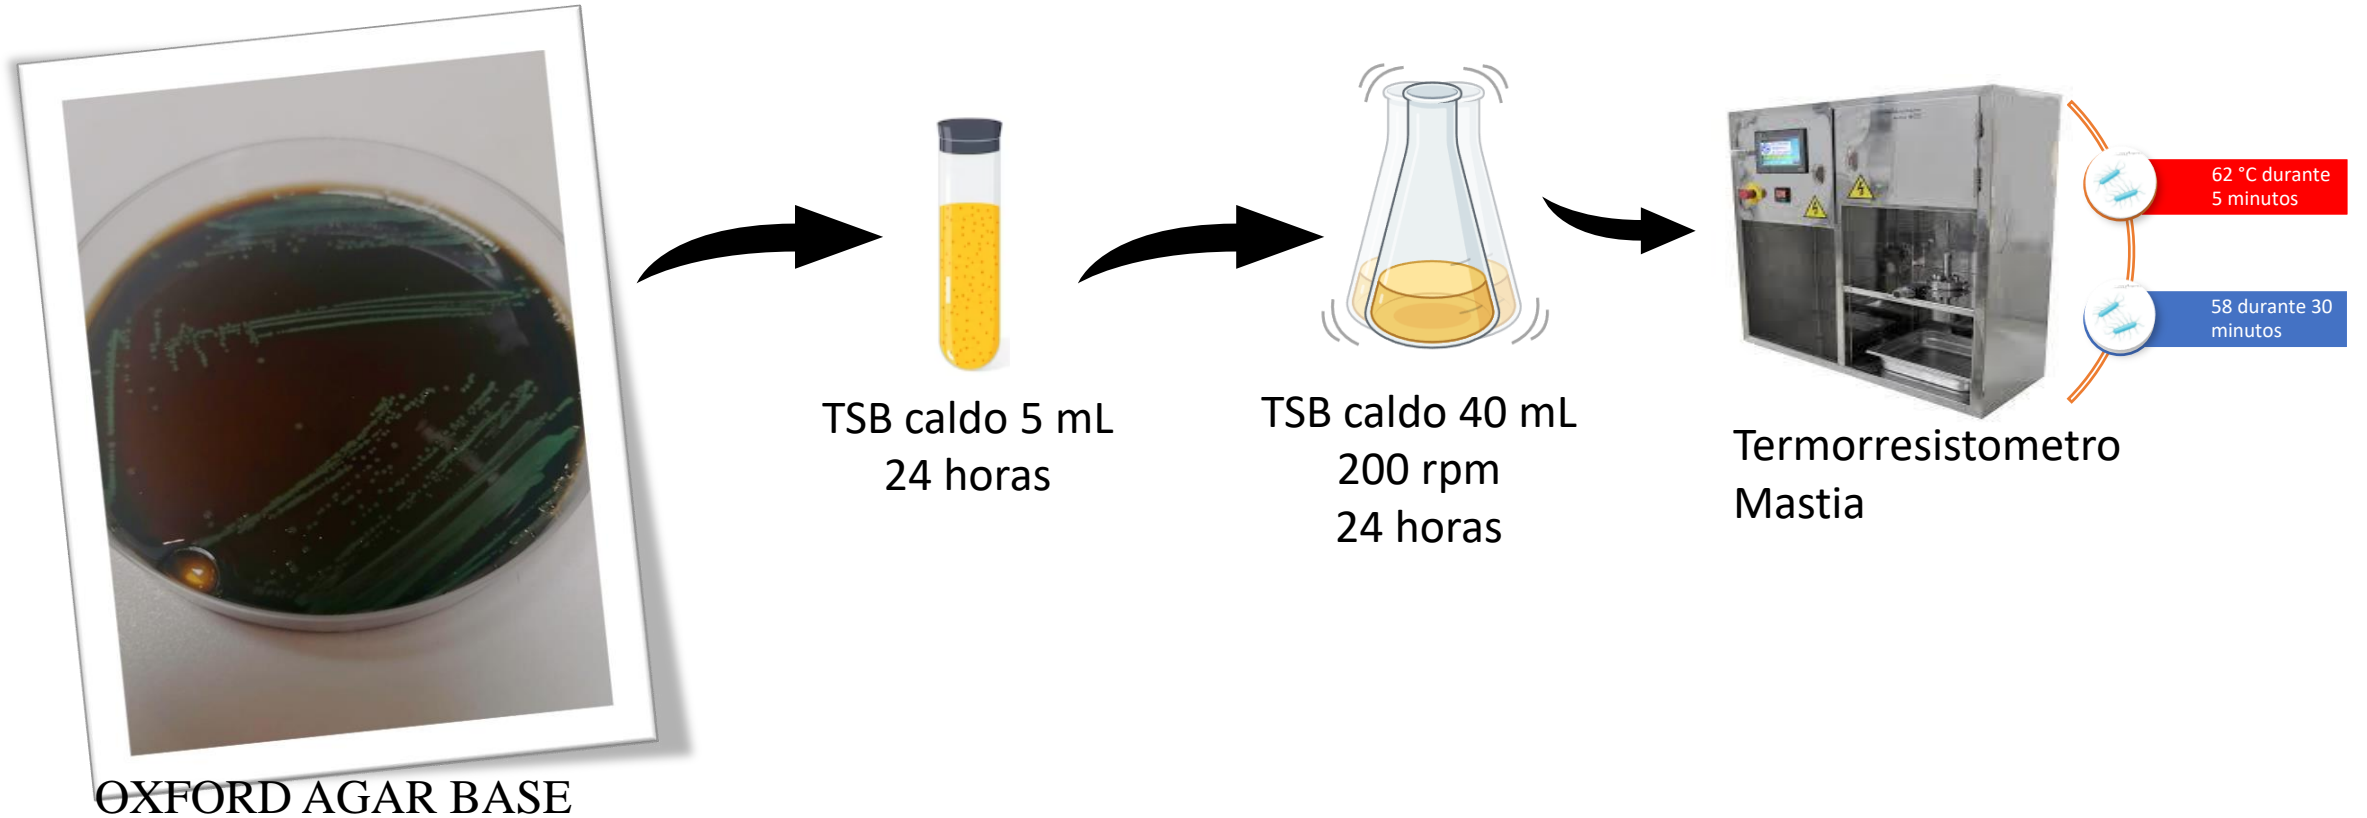 OXFORD AGAR BASE
TSB caldo 5 mL
24 horas
TSB caldo 40 mL
200 rpm
24 horas
Termorresistometro
Mastia
62 °C durante
5 minutos
58 durante 30
minutos